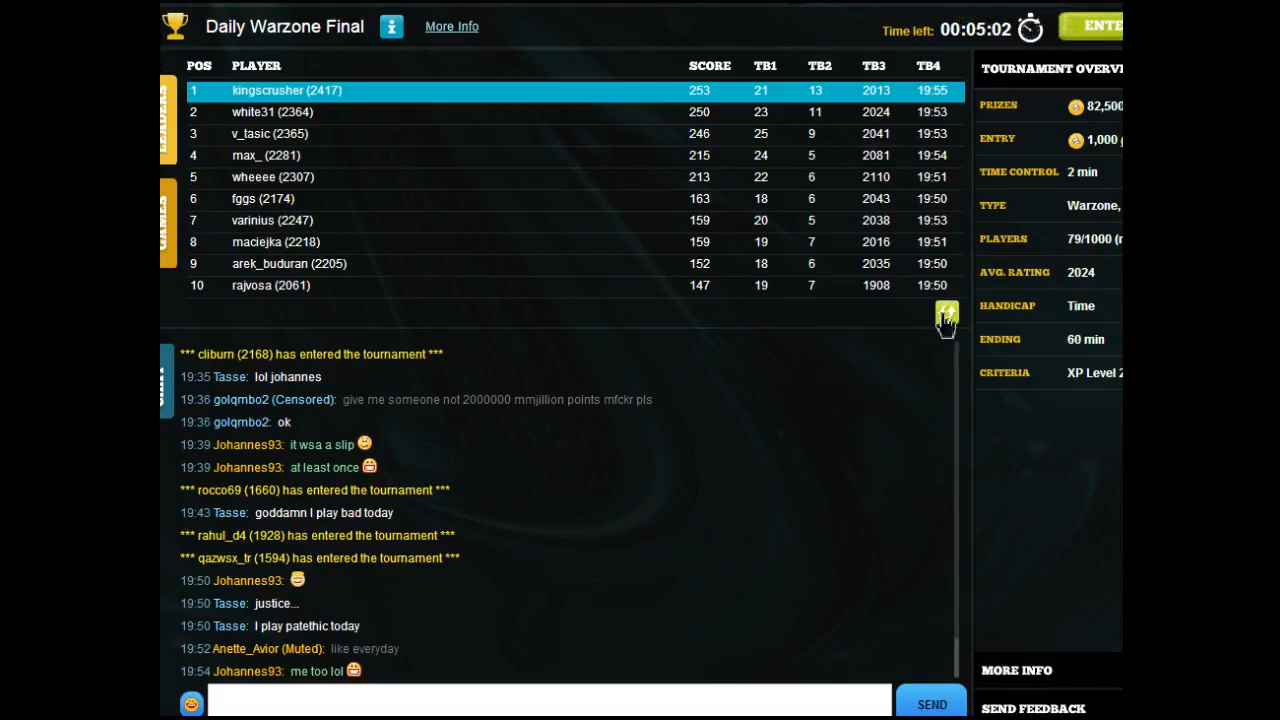 Daily Warzone Final More Info Time left: 00:05:02 ENTE
POS PLAYER SCORE TB1 TB2 TB3 TB4
1 kingscrusher (2417) 253 21 13 2013 19:55
2 white31 (2364) 250 23 11 2024 19:53
3 v_tasic (2365) 246 25 9 2041 19:53
4 max_ (2281) 215 24 5 2081 19:54
5 wheeee (2307) 213 22 6 2110 19:51
6 fggs (2174) 163 18 6 2043 19:50
7 varinius (2247) 159 20 5 2038 19:53
8 maciejka (2218) 159 19 7 2016 19:51
9 arek_buduran (2205) 152 18 6 2035 19:50
10 rajvosa (2061) 147 19 7 1908 19:50
LEADERS
GAMES
*** cliburn (2168) has entered the tournament ***
19:35 Tasse: lol johannes
19:36 golqmbo2 (Censored): give me someone not 2000000 mmjillion points mfckr pls
19:36 golqmbo2: ok
19:39 Johannes93: it wsa a slip
19:39 Johannes93: at least once
*** rocco69 (1660) has entered the tournament ***
19:43 Tasse: goddamn I play bad today
*** rahul_d4 (1928) has entered the tournament ***
*** qazwsx_tr (1594) has entered the tournament ***
19:50 Johannes93:
19:50 Tasse: justice...
19:50 Tasse: I play patethic today
19:52 Anette_Avior (Muted): like everyday
19:54 Johannes93: me too lol
SEND
TOURNAMENT OVERV
PRIZES 82,500
ENTRY 1,000
TIME CONTROL 2 min
TYPE Warzone,
PLAYERS 79/1000 (
AVG. RATING 2024
HANDICAP Time
ENDING 60 min
CRITERIA XP Level 2
MORE INFO
SEND FEEDBACK